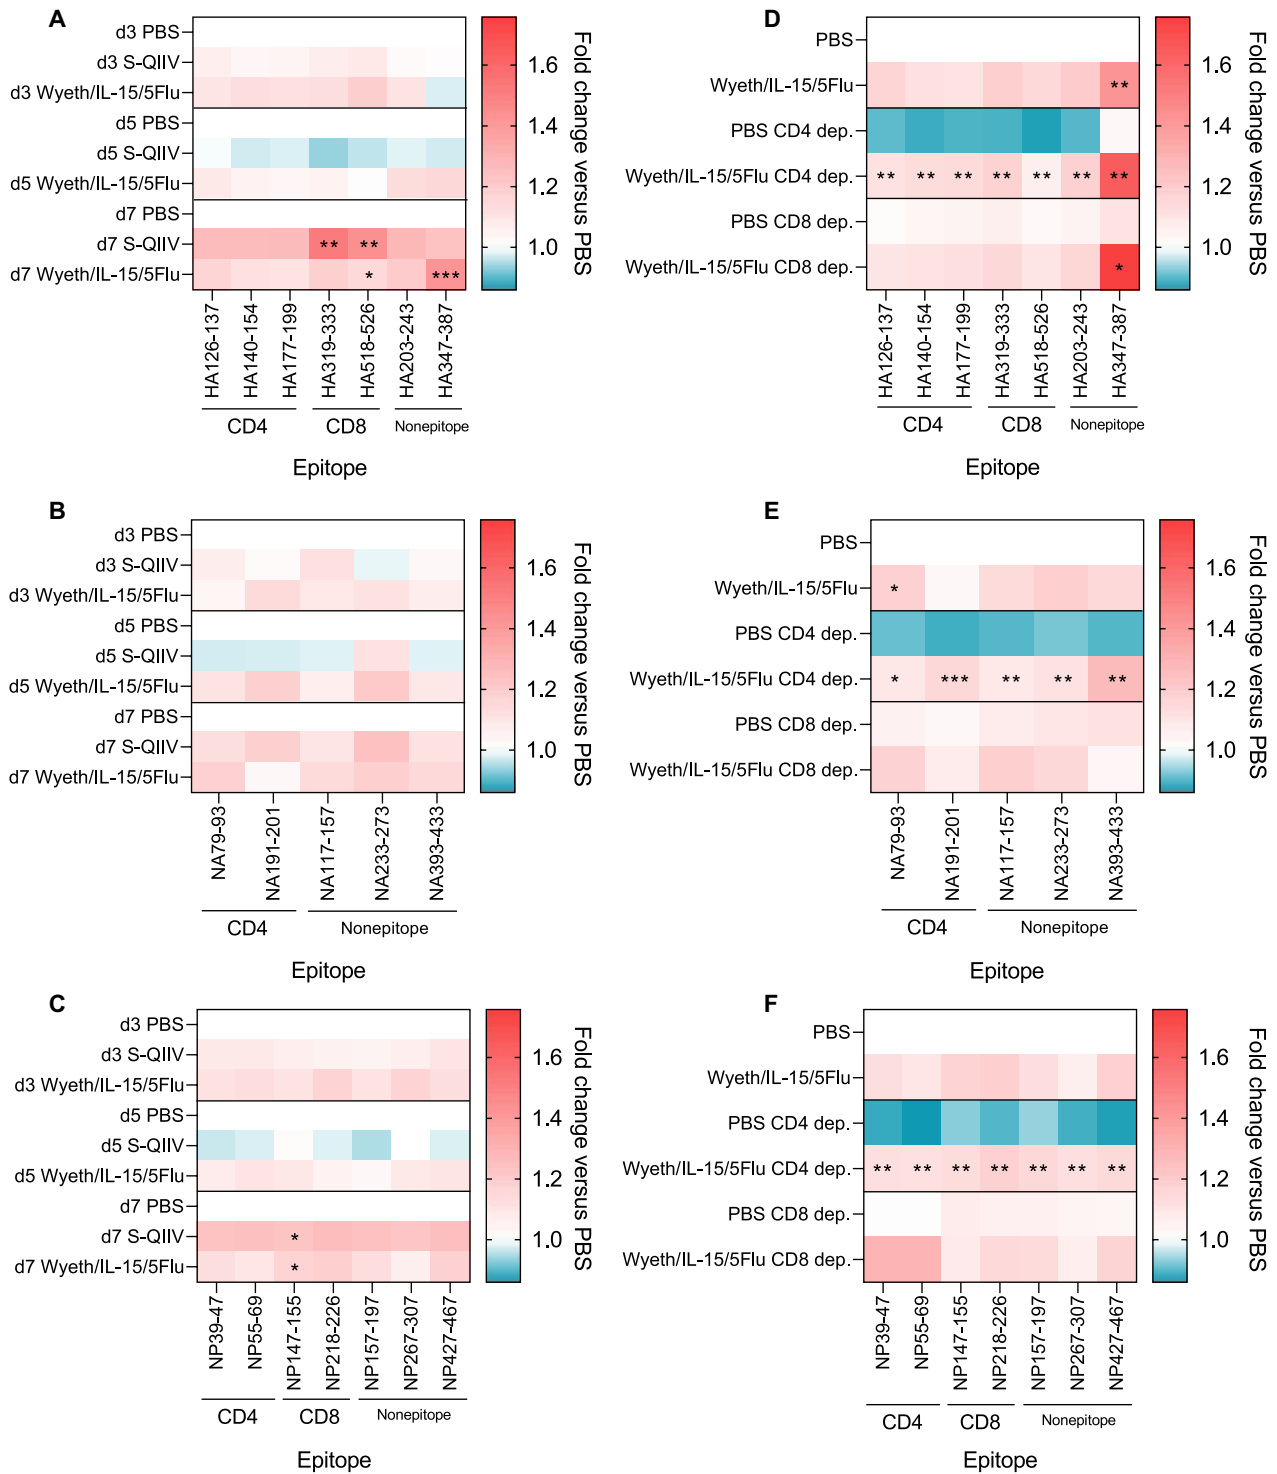 A
d3 PBS
d3 S-QIIV
d3 Wyeth/IL-15/5Flu
d5 PBS
d5 S-QIIV
d5 Wyeth/IL-15/5Flu
d7 PBS
d7 S-QIIV
d7 Wyeth/IL-15/5Flu
** **
* ***
HA126-137
HA140-154
HA177-199
HA319-333
HA518-526
HA203-243
HA347-387
CD4 CD8 Nonepitope
Epitope
1.6
1.4
1.2
1.0
Fold change versus PBS
D
PBS
Wyeth/IL-15/5Flu
PBS CD4 dep.
Wyeth/IL-15/5Flu CD4 dep.
PBS CD8 dep.
Wyeth/IL-15/5Flu CD8 dep.
**
** ** ** ** ** ** **
*
HA126-137
HA140-154
HA177-199
HA319-333
HA518-526
HA203-243
HA347-387
CD4 CD8 Nonepitope
Epitope
1.6
1.4
1.2
1.0
Fold change versus PBS
B
d3 PBS
d3 S-QIIV
d3 Wyeth/IL-15/5Flu
d5 PBS
d5 S-QIIV
d5 Wyeth/IL-15/5Flu
d7 PBS
d7 S-QIIV
d7 Wyeth/IL-15/5Flu
NA79-93
NA191-201
NA117-157
NA233-273
NA393-433
CD4 Nonepitope
Epitope
1.6
1.4
1.2
1.0
Fold change versus PBS
E
PBS
Wyeth/IL-15/5Flu
PBS CD4 dep.
Wyeth/IL-15/5Flu CD4 dep.
PBS CD8 dep.
Wyeth/IL-15/5Flu CD8 dep.
*
* *** ** ** **
NA79-93
NA191-201
NA117-157
NA233-273
NA393-433
CD4 Nonepitope
Epitope
1.6
1.4
1.2
1.0
Fold change versus PBS
C
d3 PBS
d3 S-QIIV
d3 Wyeth/IL-15/5Flu
d5 PBS
d5 S-QIIV
d5 Wyeth/IL-15/5Flu
d7 PBS
d7 S-QIIV
d7 Wyeth/IL-15/5Flu
*
*
NP39-47
NP55-69
NP147-155
NP218-226
NP157-197
NP267-307
NP427-467
CD4 CD8 Nonepitope
Epitope
1.6
1.4
1.2
1.0
Fold change versus PBS
F
PBS
Wyeth/IL-15/5Flu
PBS CD4 dep.
Wyeth/IL-15/5Flu CD4 dep.
PBS CD8 dep.
Wyeth/IL-15/5Flu CD8 dep.
** ** ** ** ** ** **
NP39-47
NP55-69
NP147-155
NP218-226
NP157-197
NP267-307
NP427-467
CD4 CD8 Nonepitope
Epitope
1.6
1.4
1.2
1.0
Fold change versus PBS